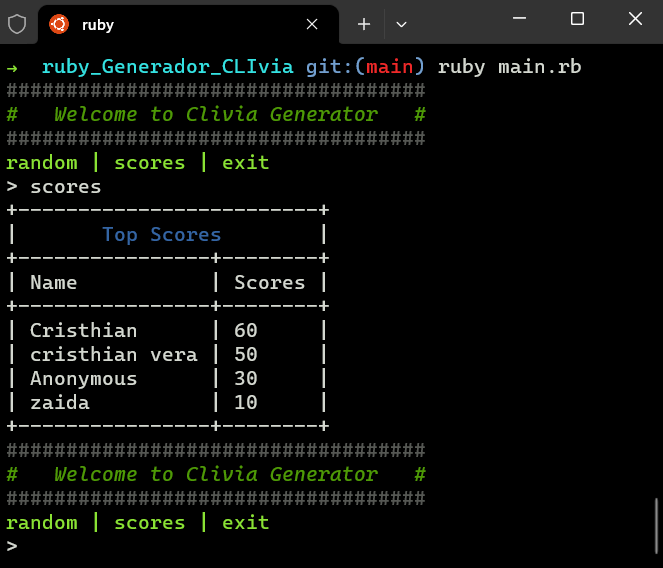 ruby
→ ruby_Generador_CLIvia git:(main) ruby main.rb
###################################
#   Welcome to Clivia Generator   #
###################################
random | scores | exit
> scores
+-------------------------+
|       Top Scores        |
+----------------+--------+
| Name           | Scores |
+----------------+--------+
| Cristhian      | 60     |
| cristhian vera | 50     |
| Anonymous      | 30     |
| zaida          | 10     |
+----------------+--------+
###################################
#   Welcome to Clivia Generator   #
###################################
random | scores | exit
>